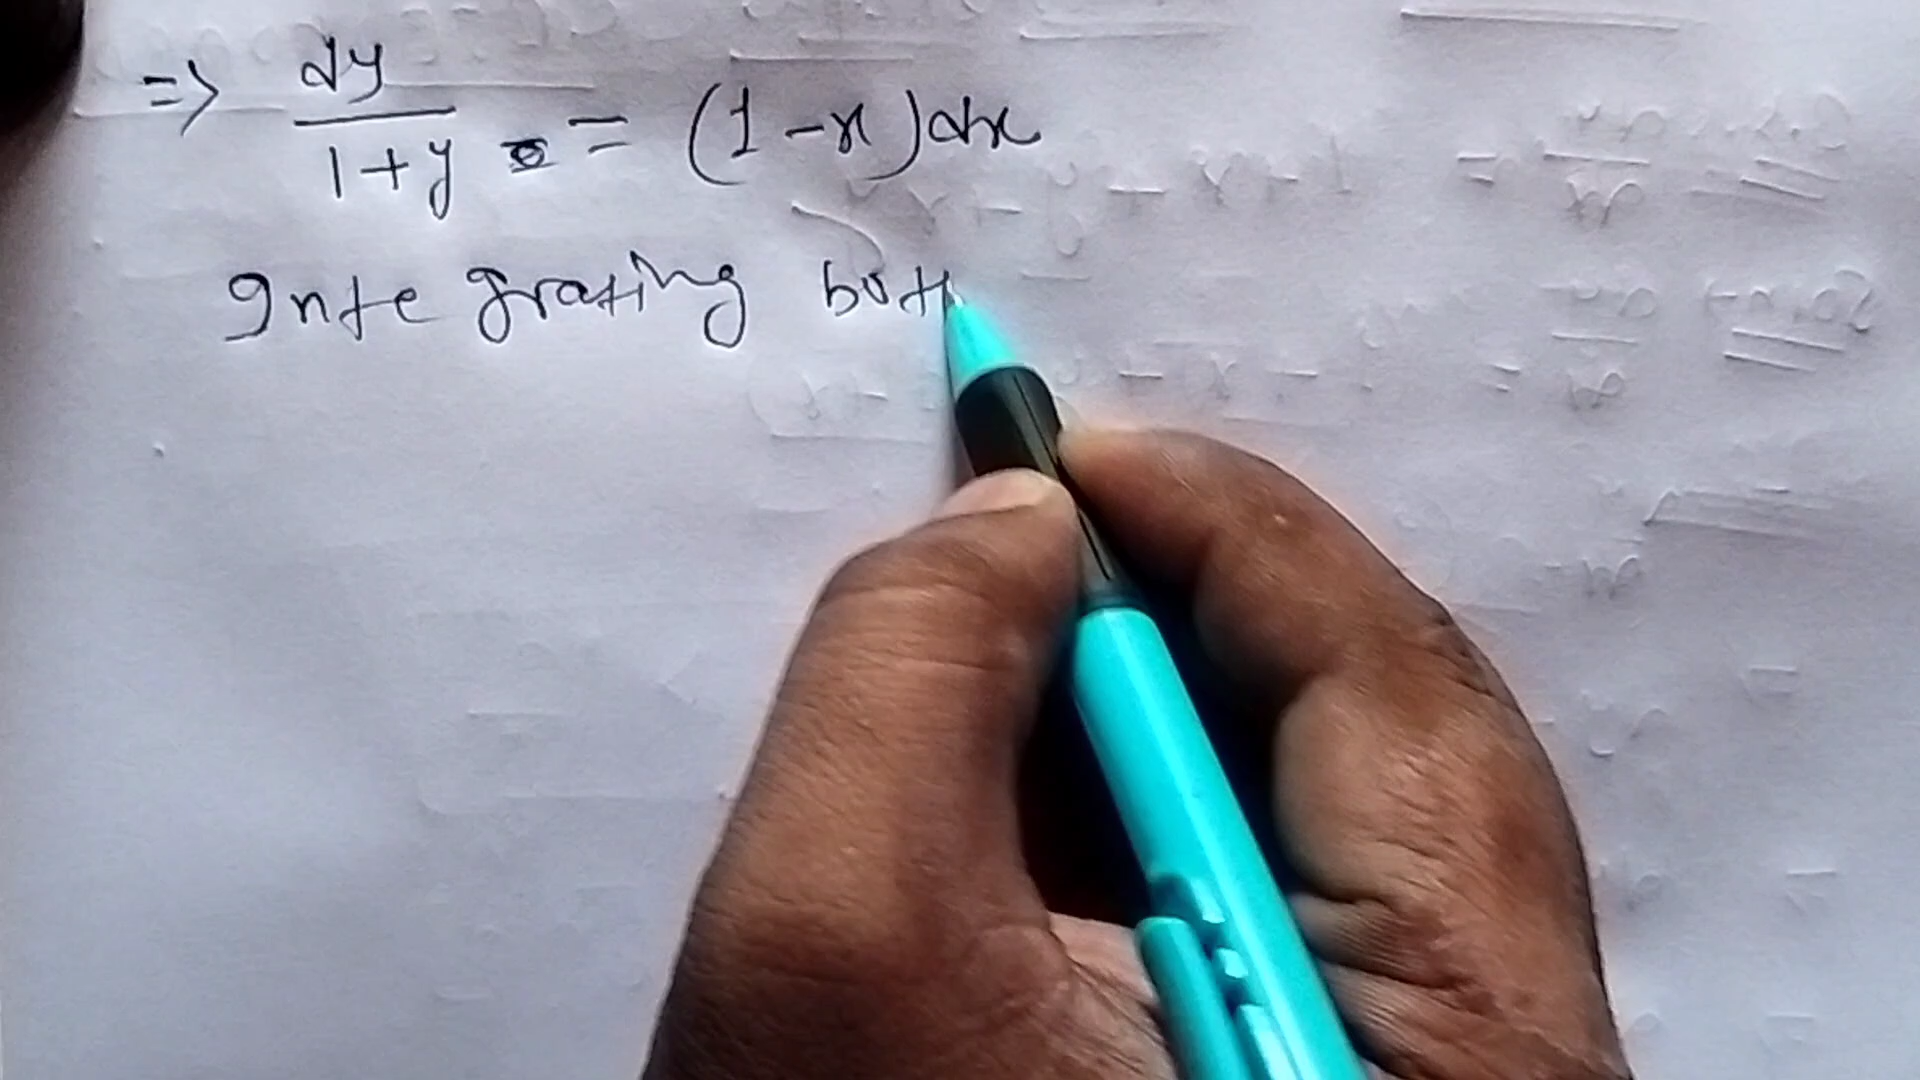 => dy/1+y = (1-x)dx
Integrating both